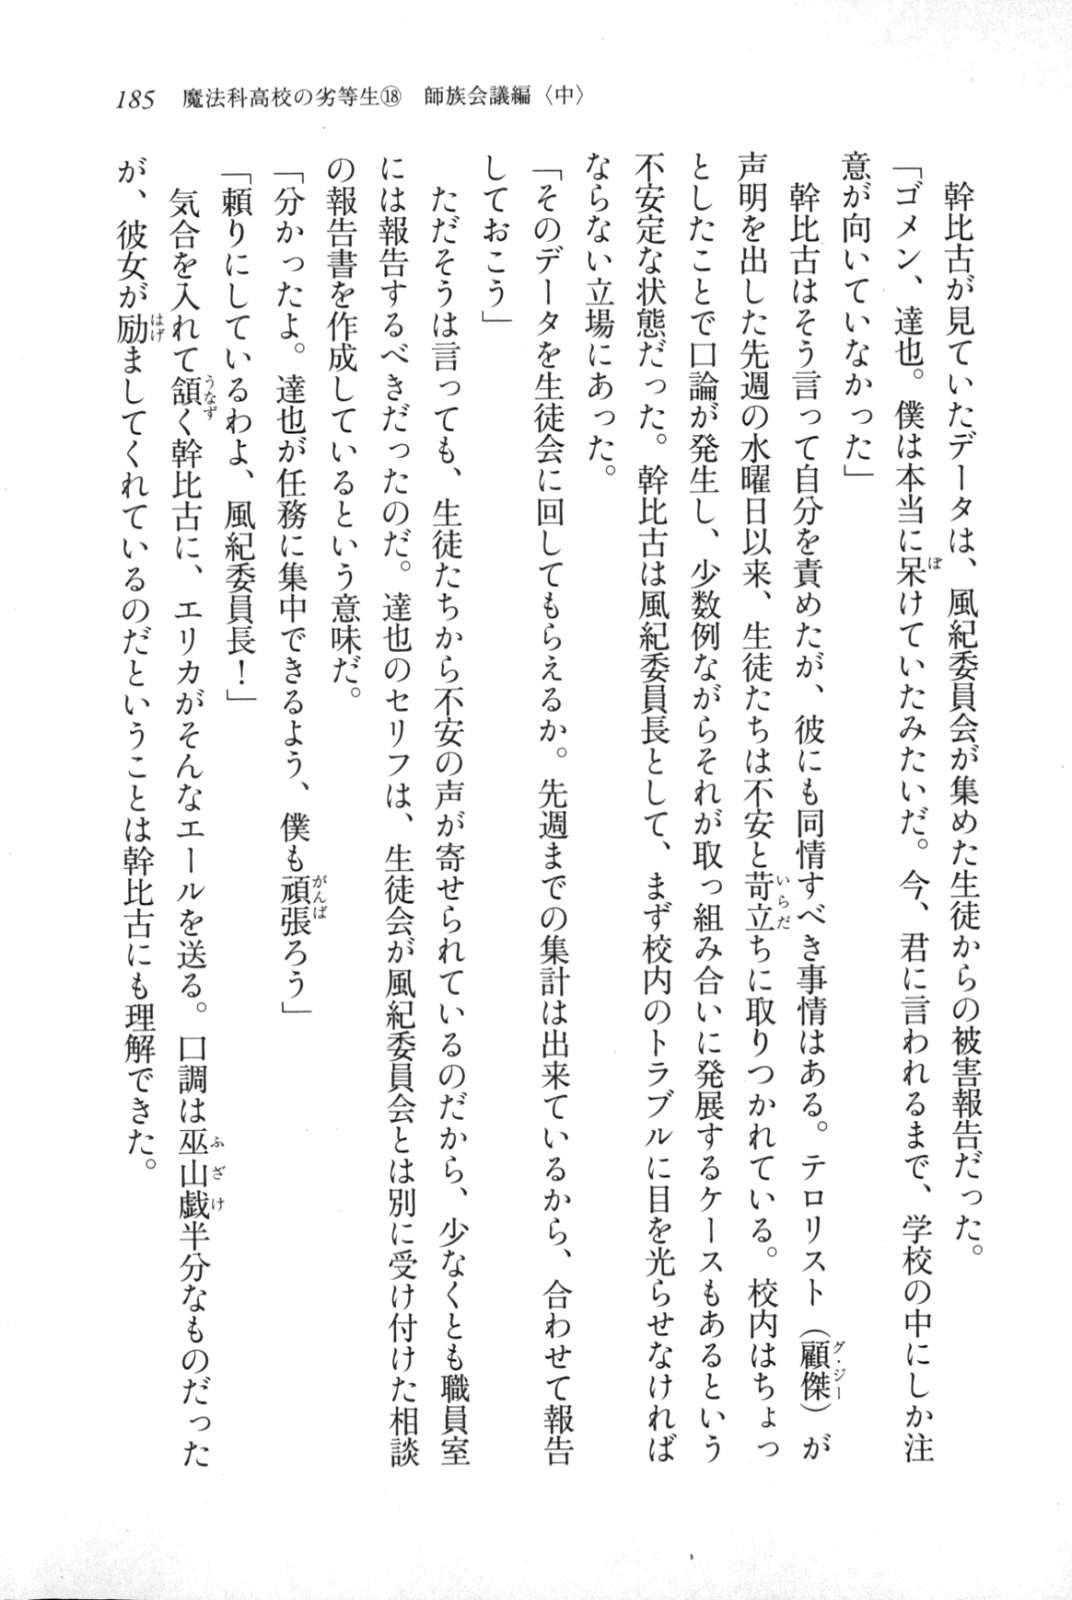 185 魔法科高校の劣等生⑱ 師族会議編〈中〉
幹比古が見ていたデータは、風紀委員会が集めた生徒からの被害報告だった。
「ゴメン、達也。僕は本当に呆けていたみたいだ。今、君に言われるまで、学校の中にしか注
意が向いていなかった」
幹比古はそう言って自分を責めたが、彼にも同情すべき事情はある。テロリスト（顧傑）が
声明を出した先週の水曜日以来、生徒たちは不安と苛立ちに取りつかれている。校内はちょっ
としたことで口論が発生し、少数例ながらそれが取っ組み合いに発展するケースもあるという
不安定な状態だった。幹比古は風紀委員長として、まず校内のトラブルに目を光らせなければ
ならない立場にあった。
「そのデータを生徒会に回してもらえるか。先週までの集計は出来ているから、合わせて報告
しておこう」
ただそうは言っても、生徒たちから不安の声が寄せられているのだから、少なくとも職員室
には報告するべきだったのだ。達也のセリフは、生徒会が風紀委員会とは別に受け付けた相談
の報告書を作成しているという意味だ。
「分かったよ。達也が任務に集中できるよう、僕も頑張ろう」
「頼りにしているわよ、風紀委員長！」
気合を入れて頷く幹比古に、エリカがそんなエールを送る。口調は巫山戯半分なものだった
が、彼女が励ましてくれているのだということは幹比古にも理解できた。